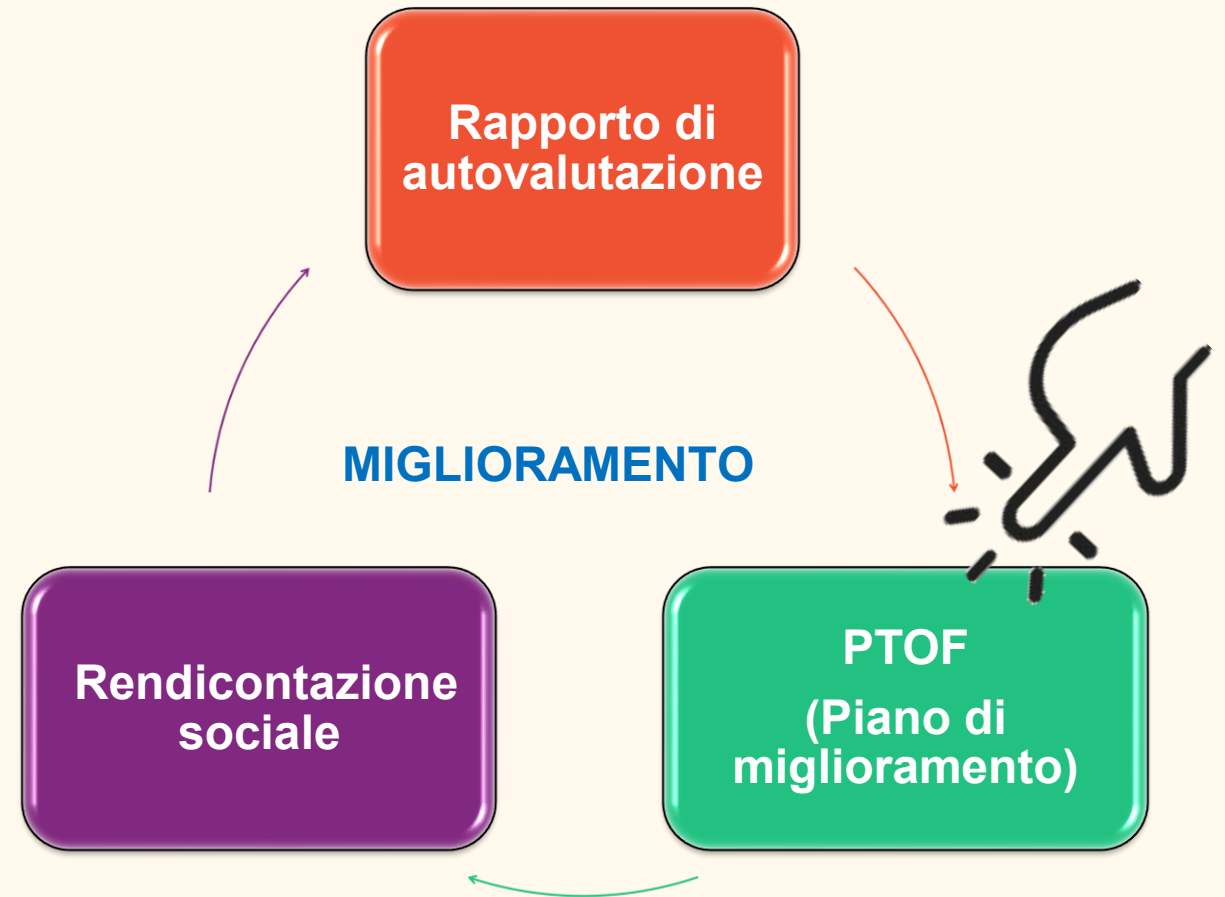 Rapporto di
autovalutazione
MIGLIORAMENTO
Rendicontazione
sociale
PTOF
(Piano di
miglioramento)